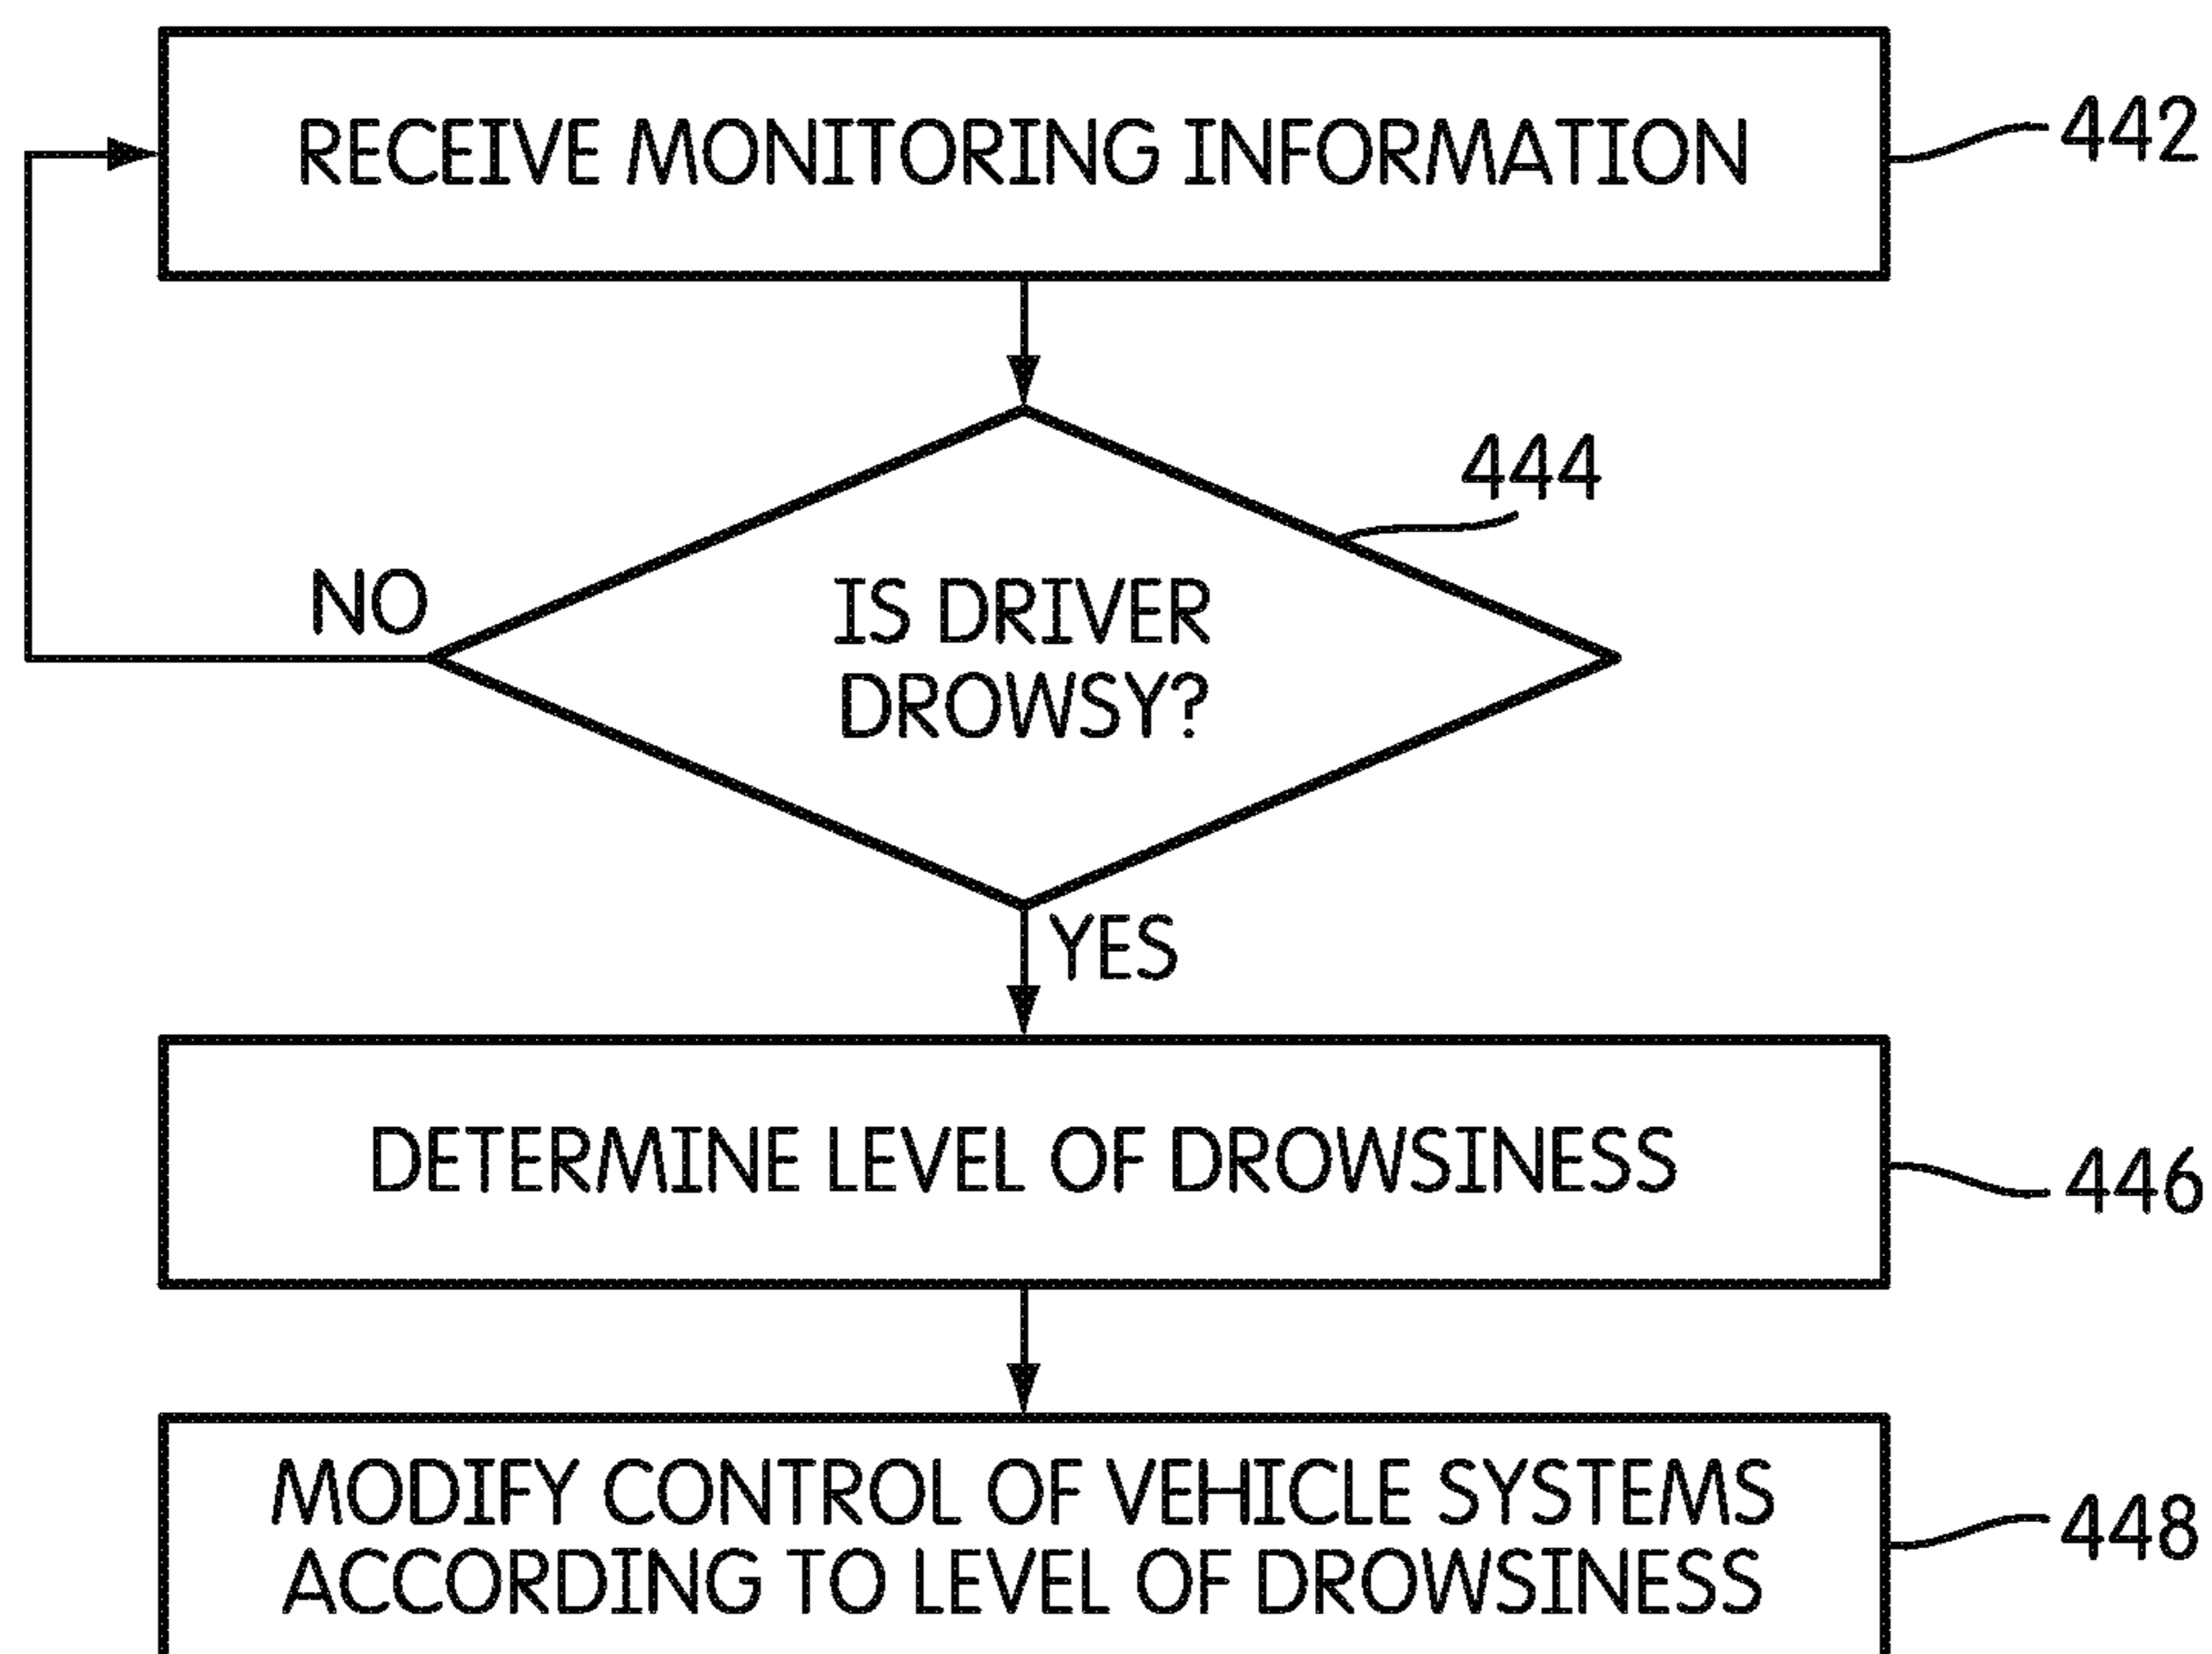 RECEIVE MONITORING INFORMATION
442
444
NO
IS DRIVER
DROWSY?
YES
DETERMINE LEVEL OF DROWSINESS
446
MODIFY CONTROL OF VEHICLE SYSTEMS
ACCORDING TO LEVEL OF DROWSINESS
448